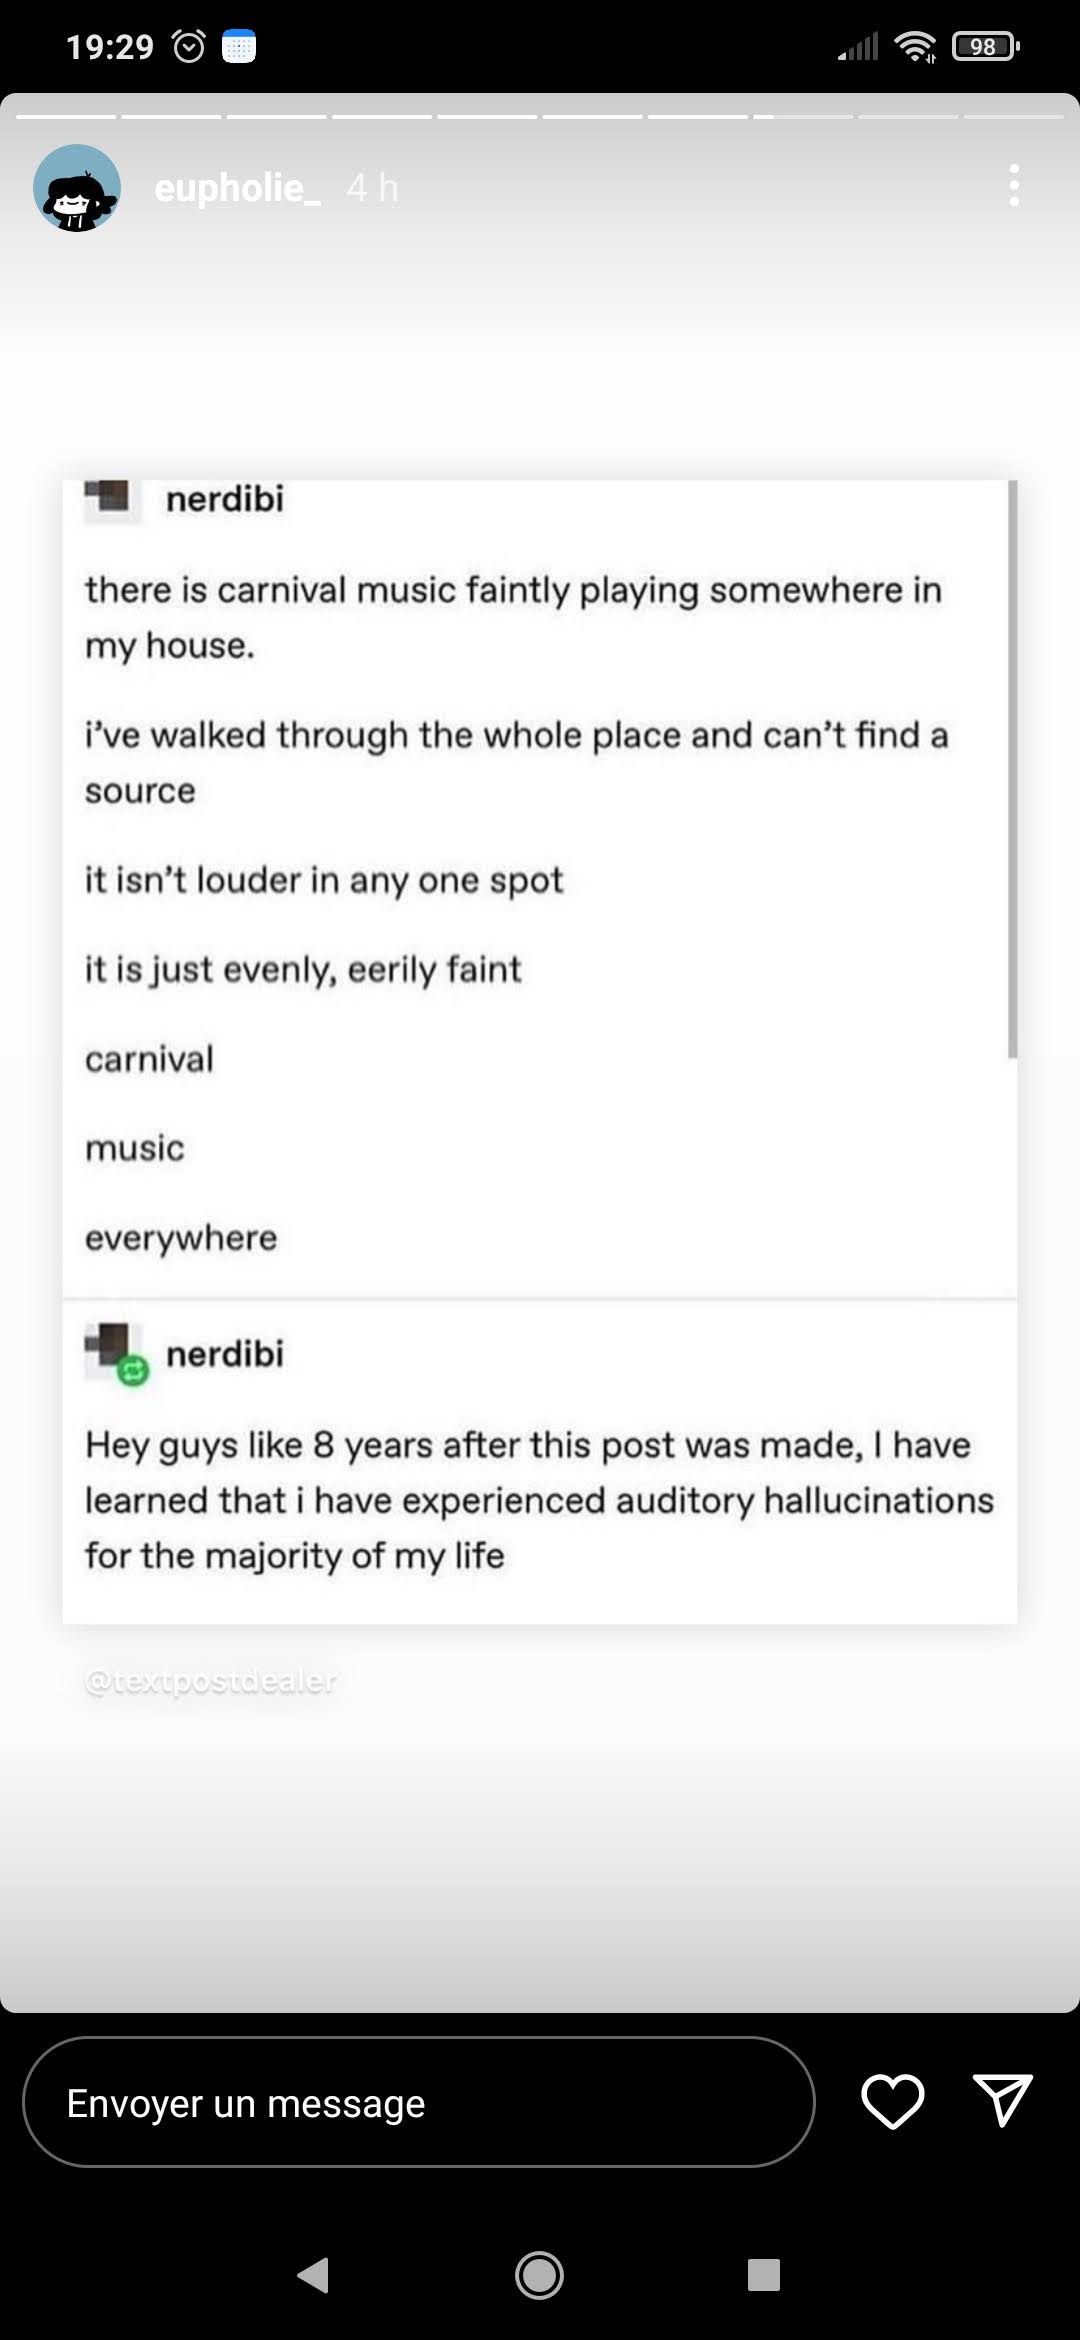 19:29
98
eupholie_ 4 h
nerdibi
there is carnival music faintly playing somewhere in
my house.
i’ve walked through the whole place and can’t find a
source
it isn’t louder in any one spot
it is just evenly, eerily faint
carnival
music
everywhere
nerdibi
Hey guys like 8 years after this post was made, I have
learned that i have experienced auditory hallucinations
for the majority of my life
@textpostdealer
Envoyer un message